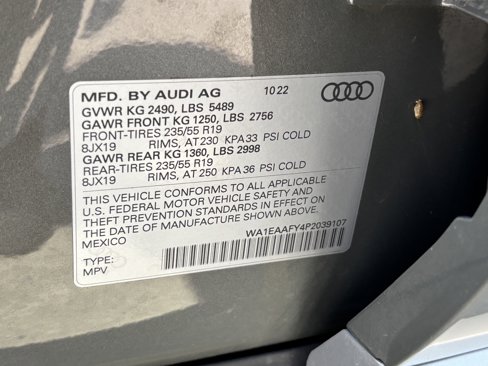 MFD. BY AUDI AG 10 22
GVWR KG 2490, LBS 5489
GAWR FRONT KG 1250, LBS 2756
FRONT-TIRES 235/55 R19
8JX19 RIMS, AT 230 KPA 33 PSI COLD
GAWR REAR KG 1360, LBS 2998
REAR-TIRES 235/55 R19
8JX19 RIMS, AT 250 KPA 36 PSI COLD
THIS VEHICLE CONFORMS TO ALL APPLICABLE
U.S. FEDERAL MOTOR VEHICLE SAFETY AND
THEFT PREVENTION STANDARDS IN EFFECT ON
THE DATE OF MANUFACTURE SHOWN ABOVE.
MEXICO
WA1EAAFY4P2039107
TYPE:
MPV